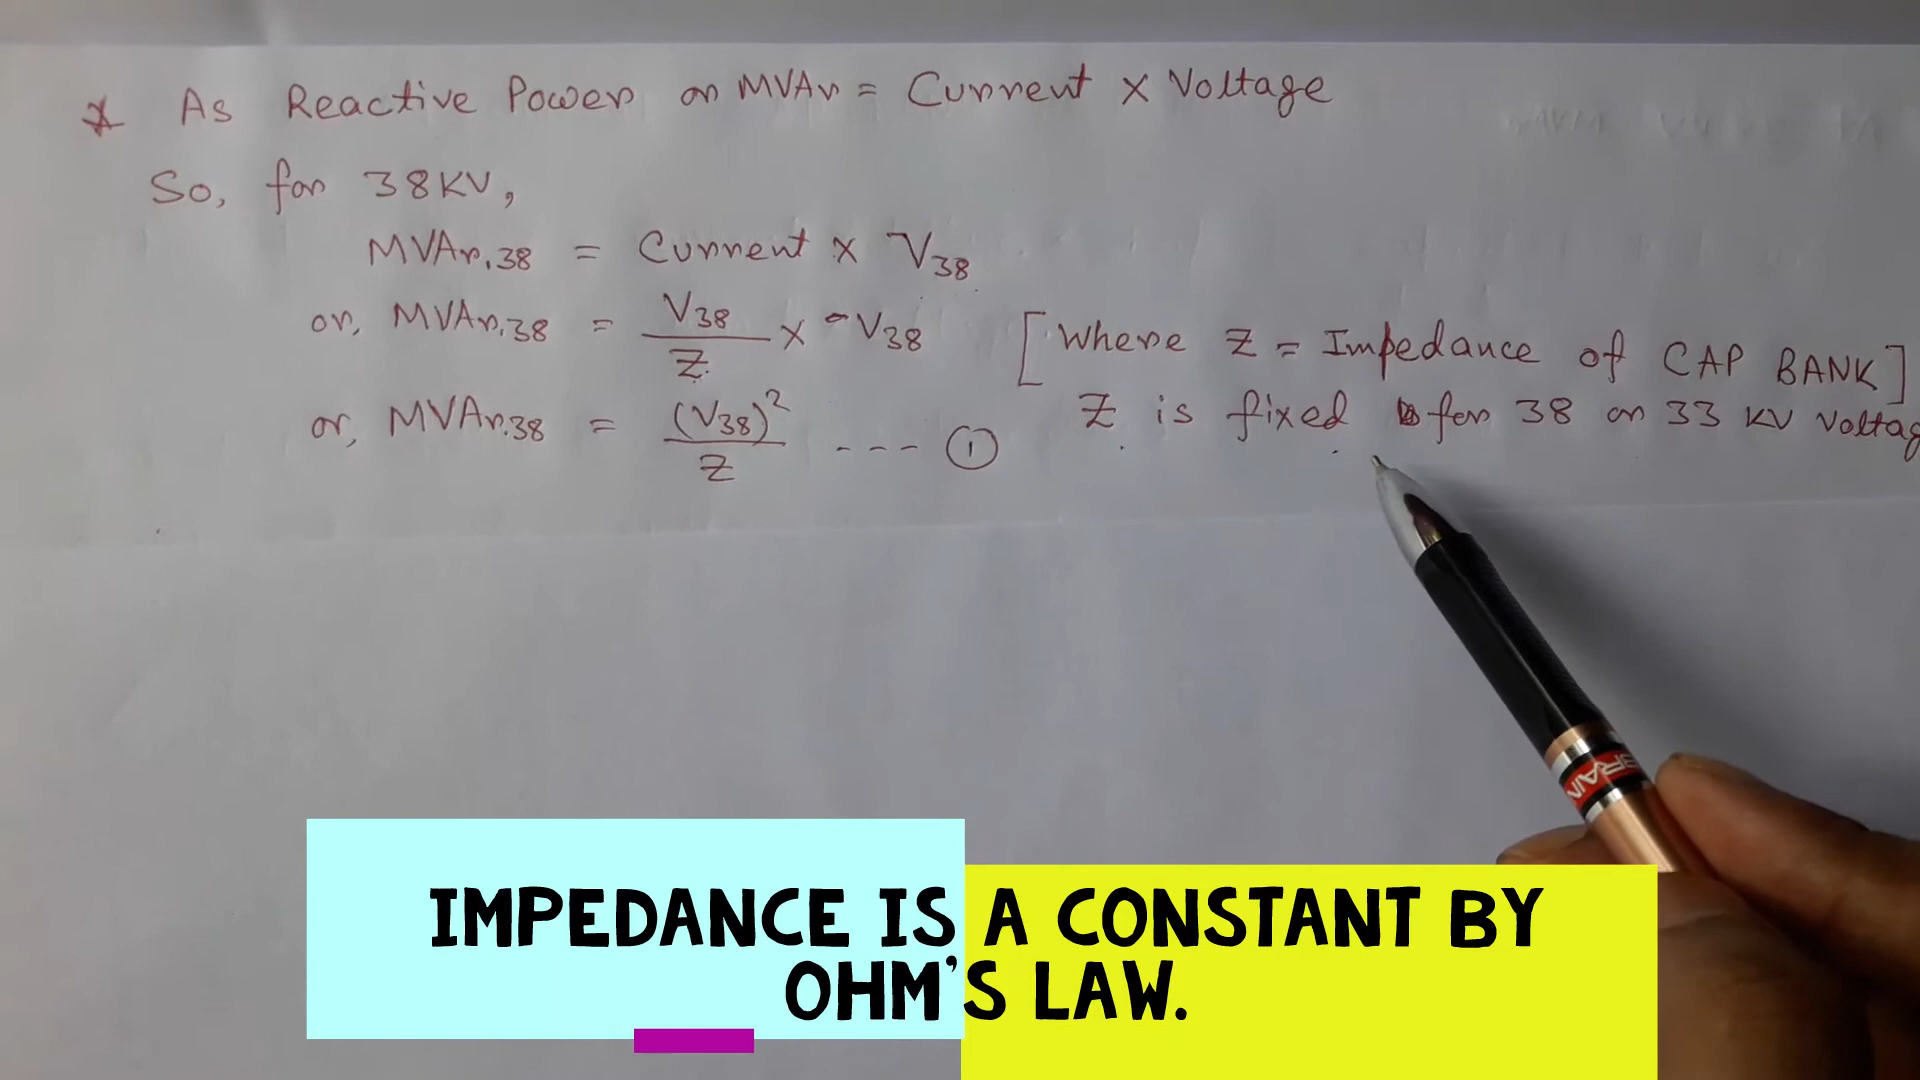 * As Reactive Power or MVAr = Current X Voltage
So, for 38KV,
MVAr.38 = Current X V38
or, MVAr.38 = V38/Z X V38 [Where Z = Impedance of CAP BANK]
or, MVAr.38 = (V38)²/Z ---- ① Z is fixed for 38 or 33 KV Voltag
BRAIN
IMPEDANCE IS A CONSTANT BY
OHM'S LAW.